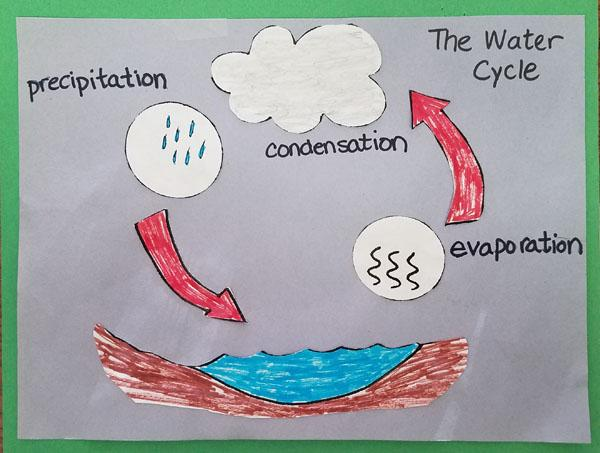 The Water
Cycle
precipitation
condensation
evaporation